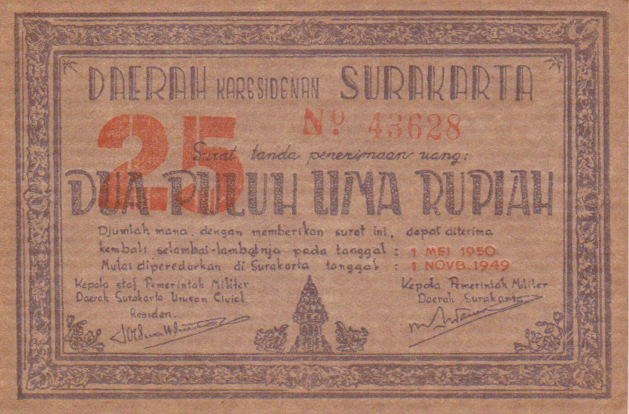 DAERAH KARESIDENAN SURAKARTA
25
No 43628
Surat tanda penerimaan uang:
DUA PULUH LIMA RUPIAH
Djumlah mana, dengan memberikan surat ini, dapat diterima
kembali selambat-lambatnja pada tanggal : 1 MEI 1950
Mulai diperedarkan di Surakarta tanggal : 1 NOVB. 1949
Kepala staf Pemerintah Militer
Daerah Surakarta Urusan Civiel.
Residen.
Kepala Pemerintah Militer
Daerah Surakarta.